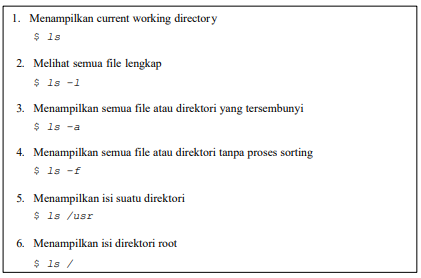 1. Menampilkan current working directory
$ ls
2. Melihat semua file lengkap
$ ls -l
3. Menampilkan semua file atau direktori yang tersembunyi
$ ls -a
4. Menampilkan semua file atau direktori tanpa proses sorting
$ ls -f
5. Menampilkan isi suatu direktori
$ ls /usr
6. Menampilkan isi direktori root
$ ls /